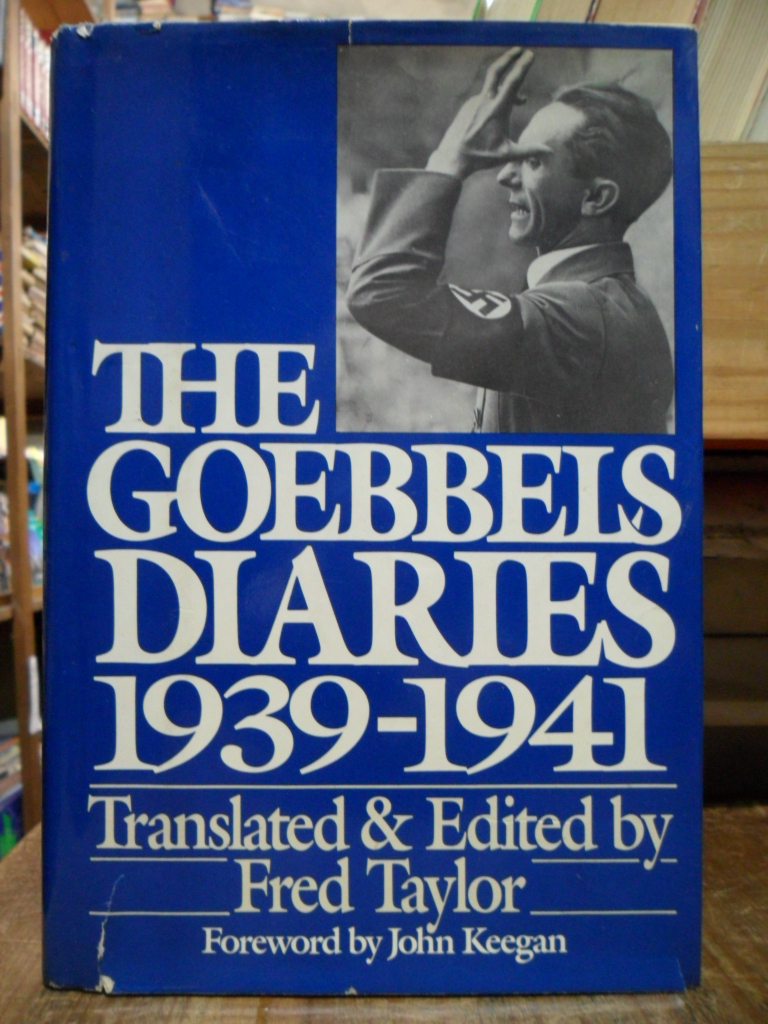 THE
GOEBBELS
DIARIES
1939-1941
Translated & Edited by
Fred Taylor
Foreword by John Keegan